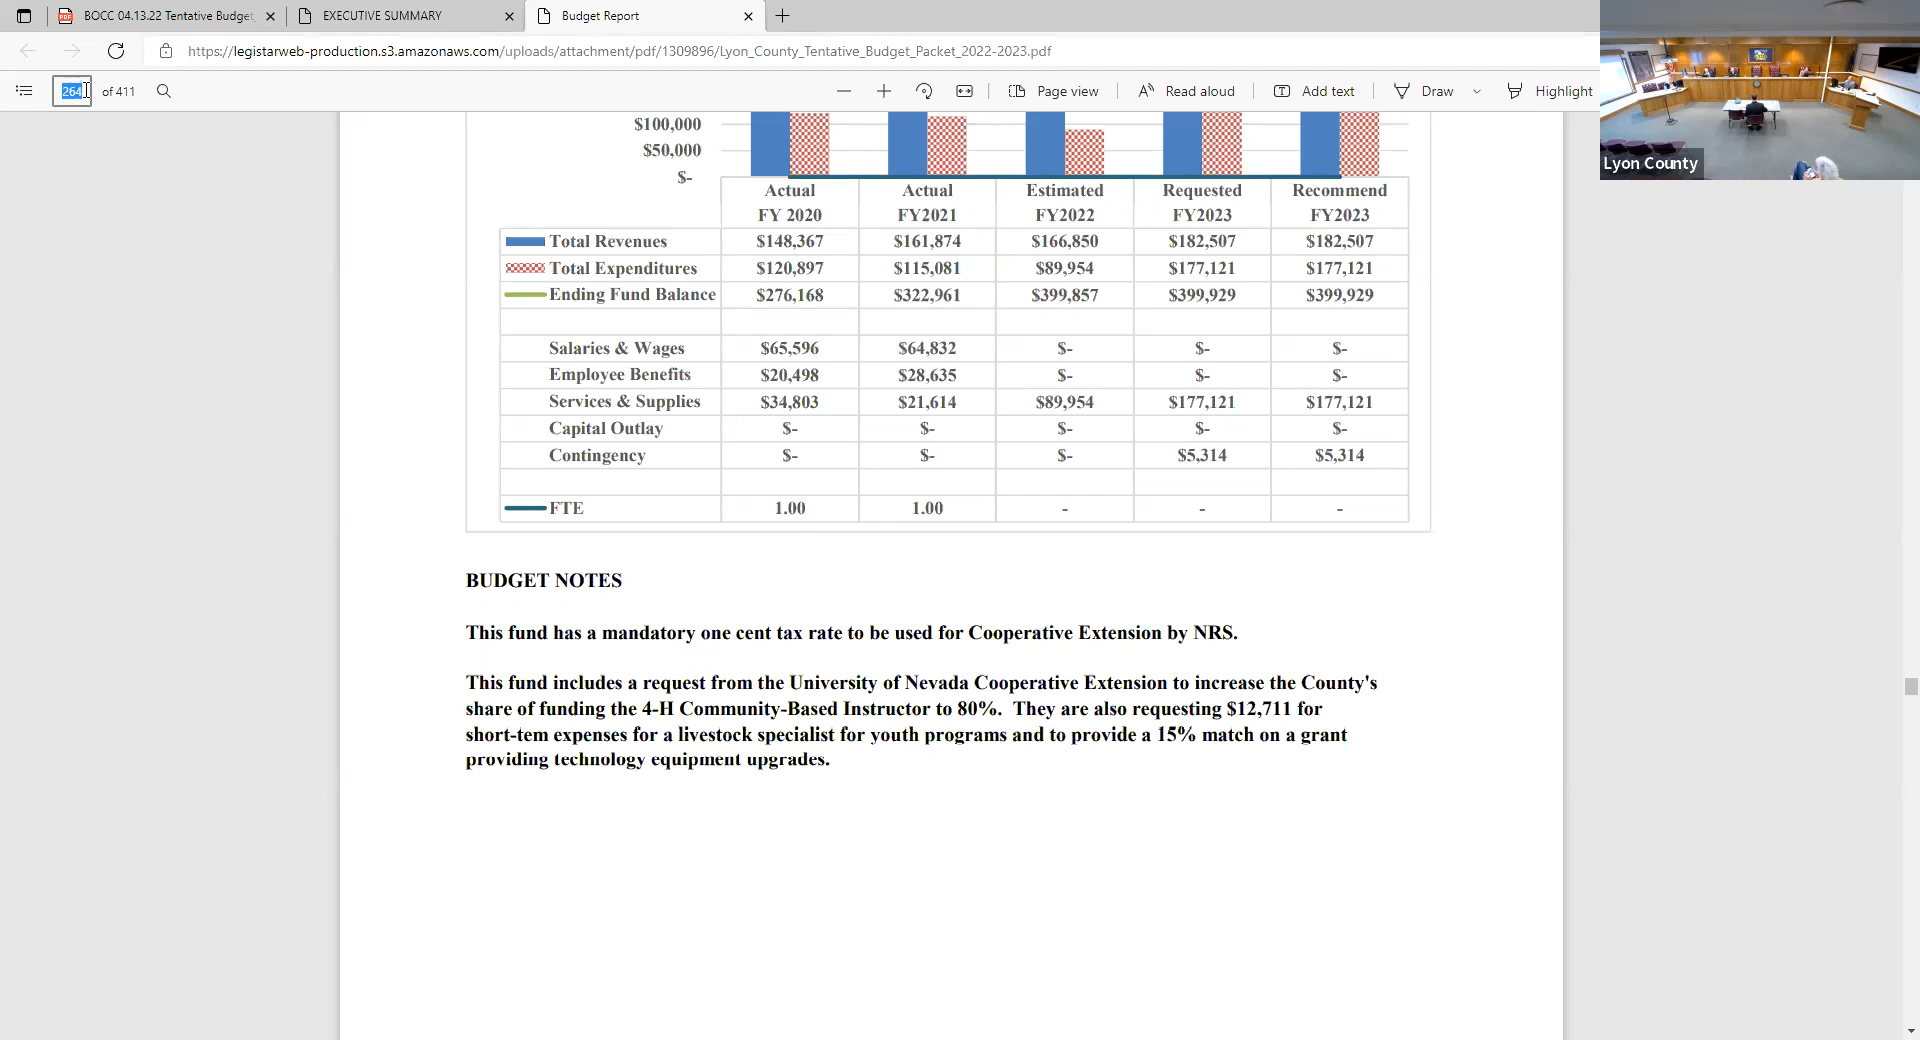 BOCC 04.13.22 Tentative Budget
EXECUTIVE SUMMARY
Budget Report
https://legistarweb-production.s3.amazonaws.com/uploads/attachment/pdf/1309896/Lyon_County_Tentative_Budget_Packet_2022-2023.pdf
264 of 411
Page view
Read aloud
Add text
Draw
Highlight
Lyon County
$100,000
$50,000
$-
Actual Actual Estimated Requested Recommend
FY 2020 FY2021 FY2022 FY2023 FY2023
Total Revenues $148,367 $161,874 $166,850 $182,507 $182,507
Total Expenditures $120,897 $115,081 $89,954 $177,121 $177,121
Ending Fund Balance $276,168 $322,961 $399,857 $399,929 $399,929
Salaries & Wages $65,596 $64,832 $- $- $-
Employee Benefits $20,498 $28,635 $- $- $-
Services & Supplies $34,803 $21,614 $89,954 $177,121 $177,121
Capital Outlay $- $- $- $- $-
Contingency $- $- $- $5,314 $5,314
FTE 1.00 1.00 - - -
BUDGET NOTES
This fund has a mandatory one cent tax rate to be used for Cooperative Extension by NRS.
This fund includes a request from the University of Nevada Cooperative Extension to increase the County's
share of funding the 4-H Community-Based Instructor to 80%. They are also requesting $12,711 for
short-tem expenses for a livestock specialist for youth programs and to provide a 15% match on a grant
providing technology equipment upgrades.